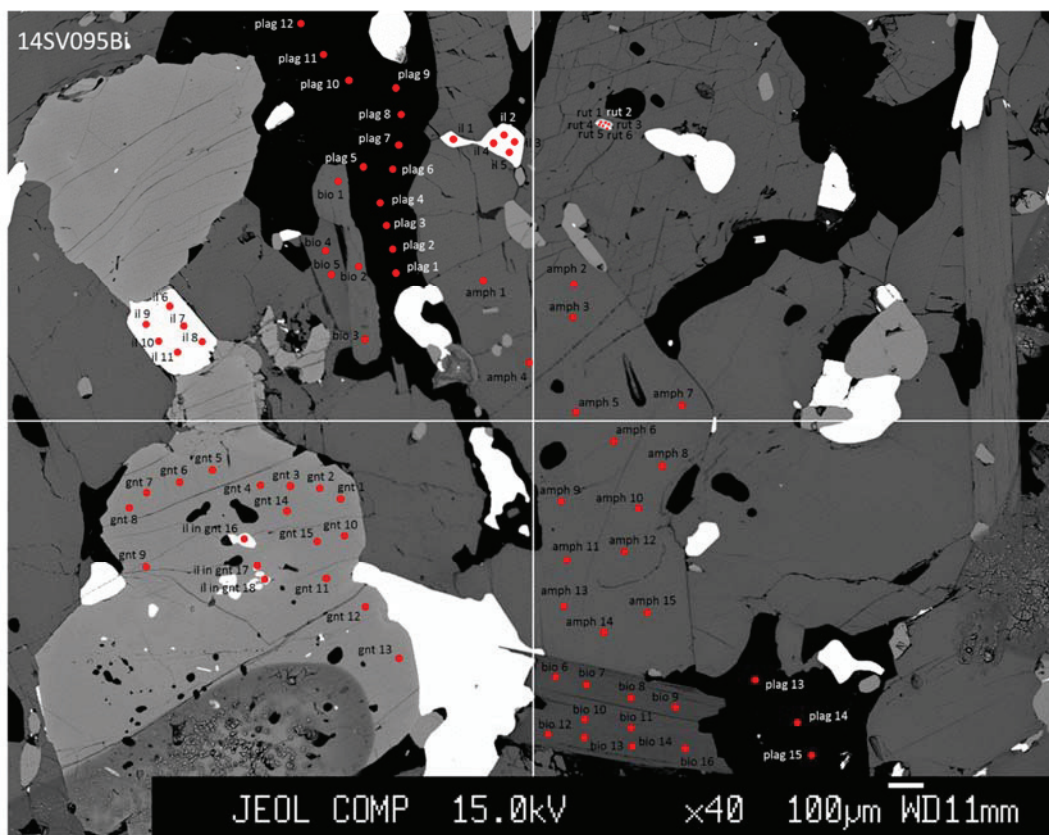 14SV095Bi
plag 12
plag 11
plag 10
plag 9
plag 8
plag 7
plag 5
plag 6
plag 4
plag 3
plag 2
plag 1
bio 1
bio 4
bio 5
bio 2
bio 3
il 1
il 2
il 3
il 4
il 5
rut 1 rut 2
rut 4 rut 3
rut 5 rut 6
amph 1
amph 2
amph 3
amph 4
amph 5
amph 7
amph 6
amph 8
il 6
il 9
il 7
il 8
il 10
il 11
gnt 5
gnt 6
gnt 7
gnt 8
gnt 4
gnt 3
gnt 2
gnt 1
gnt 14
il in gnt 16
gnt 15
gnt 10
gnt 9
il in gnt 17
il in gnt 18
gnt 11
gnt 12
gnt 13
amph 9
amph 10
amph 11
amph 12
amph 13
amph 15
amph 14
bio 6
bio 7
bio 8
bio 9
bio 10
bio 11
bio 12
bio 13
bio 14
bio 16
plag 13
plag 14
plag 15
JEOL COMP 15.0kV x40 100µm WD11mm